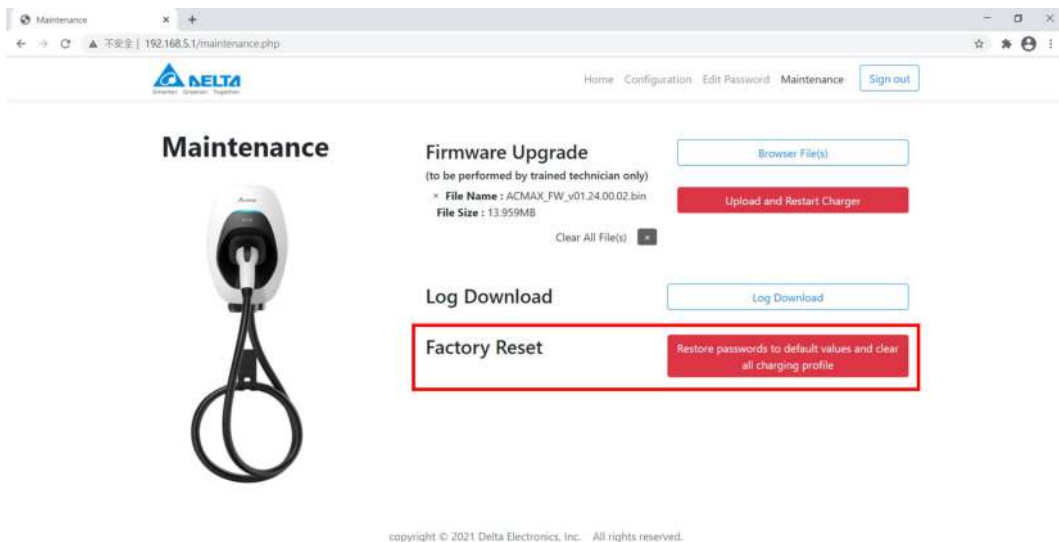 Maintenance
不安全 | 192.168.5.1/maintenance.php
DELTA
Smarter. Greener. Together.
Home Configuration Edit Password Maintenance Sign out
Maintenance
Firmware Upgrade
Browser File(s)
(to be performed by trained technician only)
× File Name : ACMAX_FW_v01.24.00.02.bin
Upload and Restart Charger
File Size : 13.959MB
Clear All File(s) ×
Log Download
Log Download
Factory Reset
Restore passwords to default values and clear
all charging profile
copyright © 2021 Delta Electronics, Inc. All rights reserved.